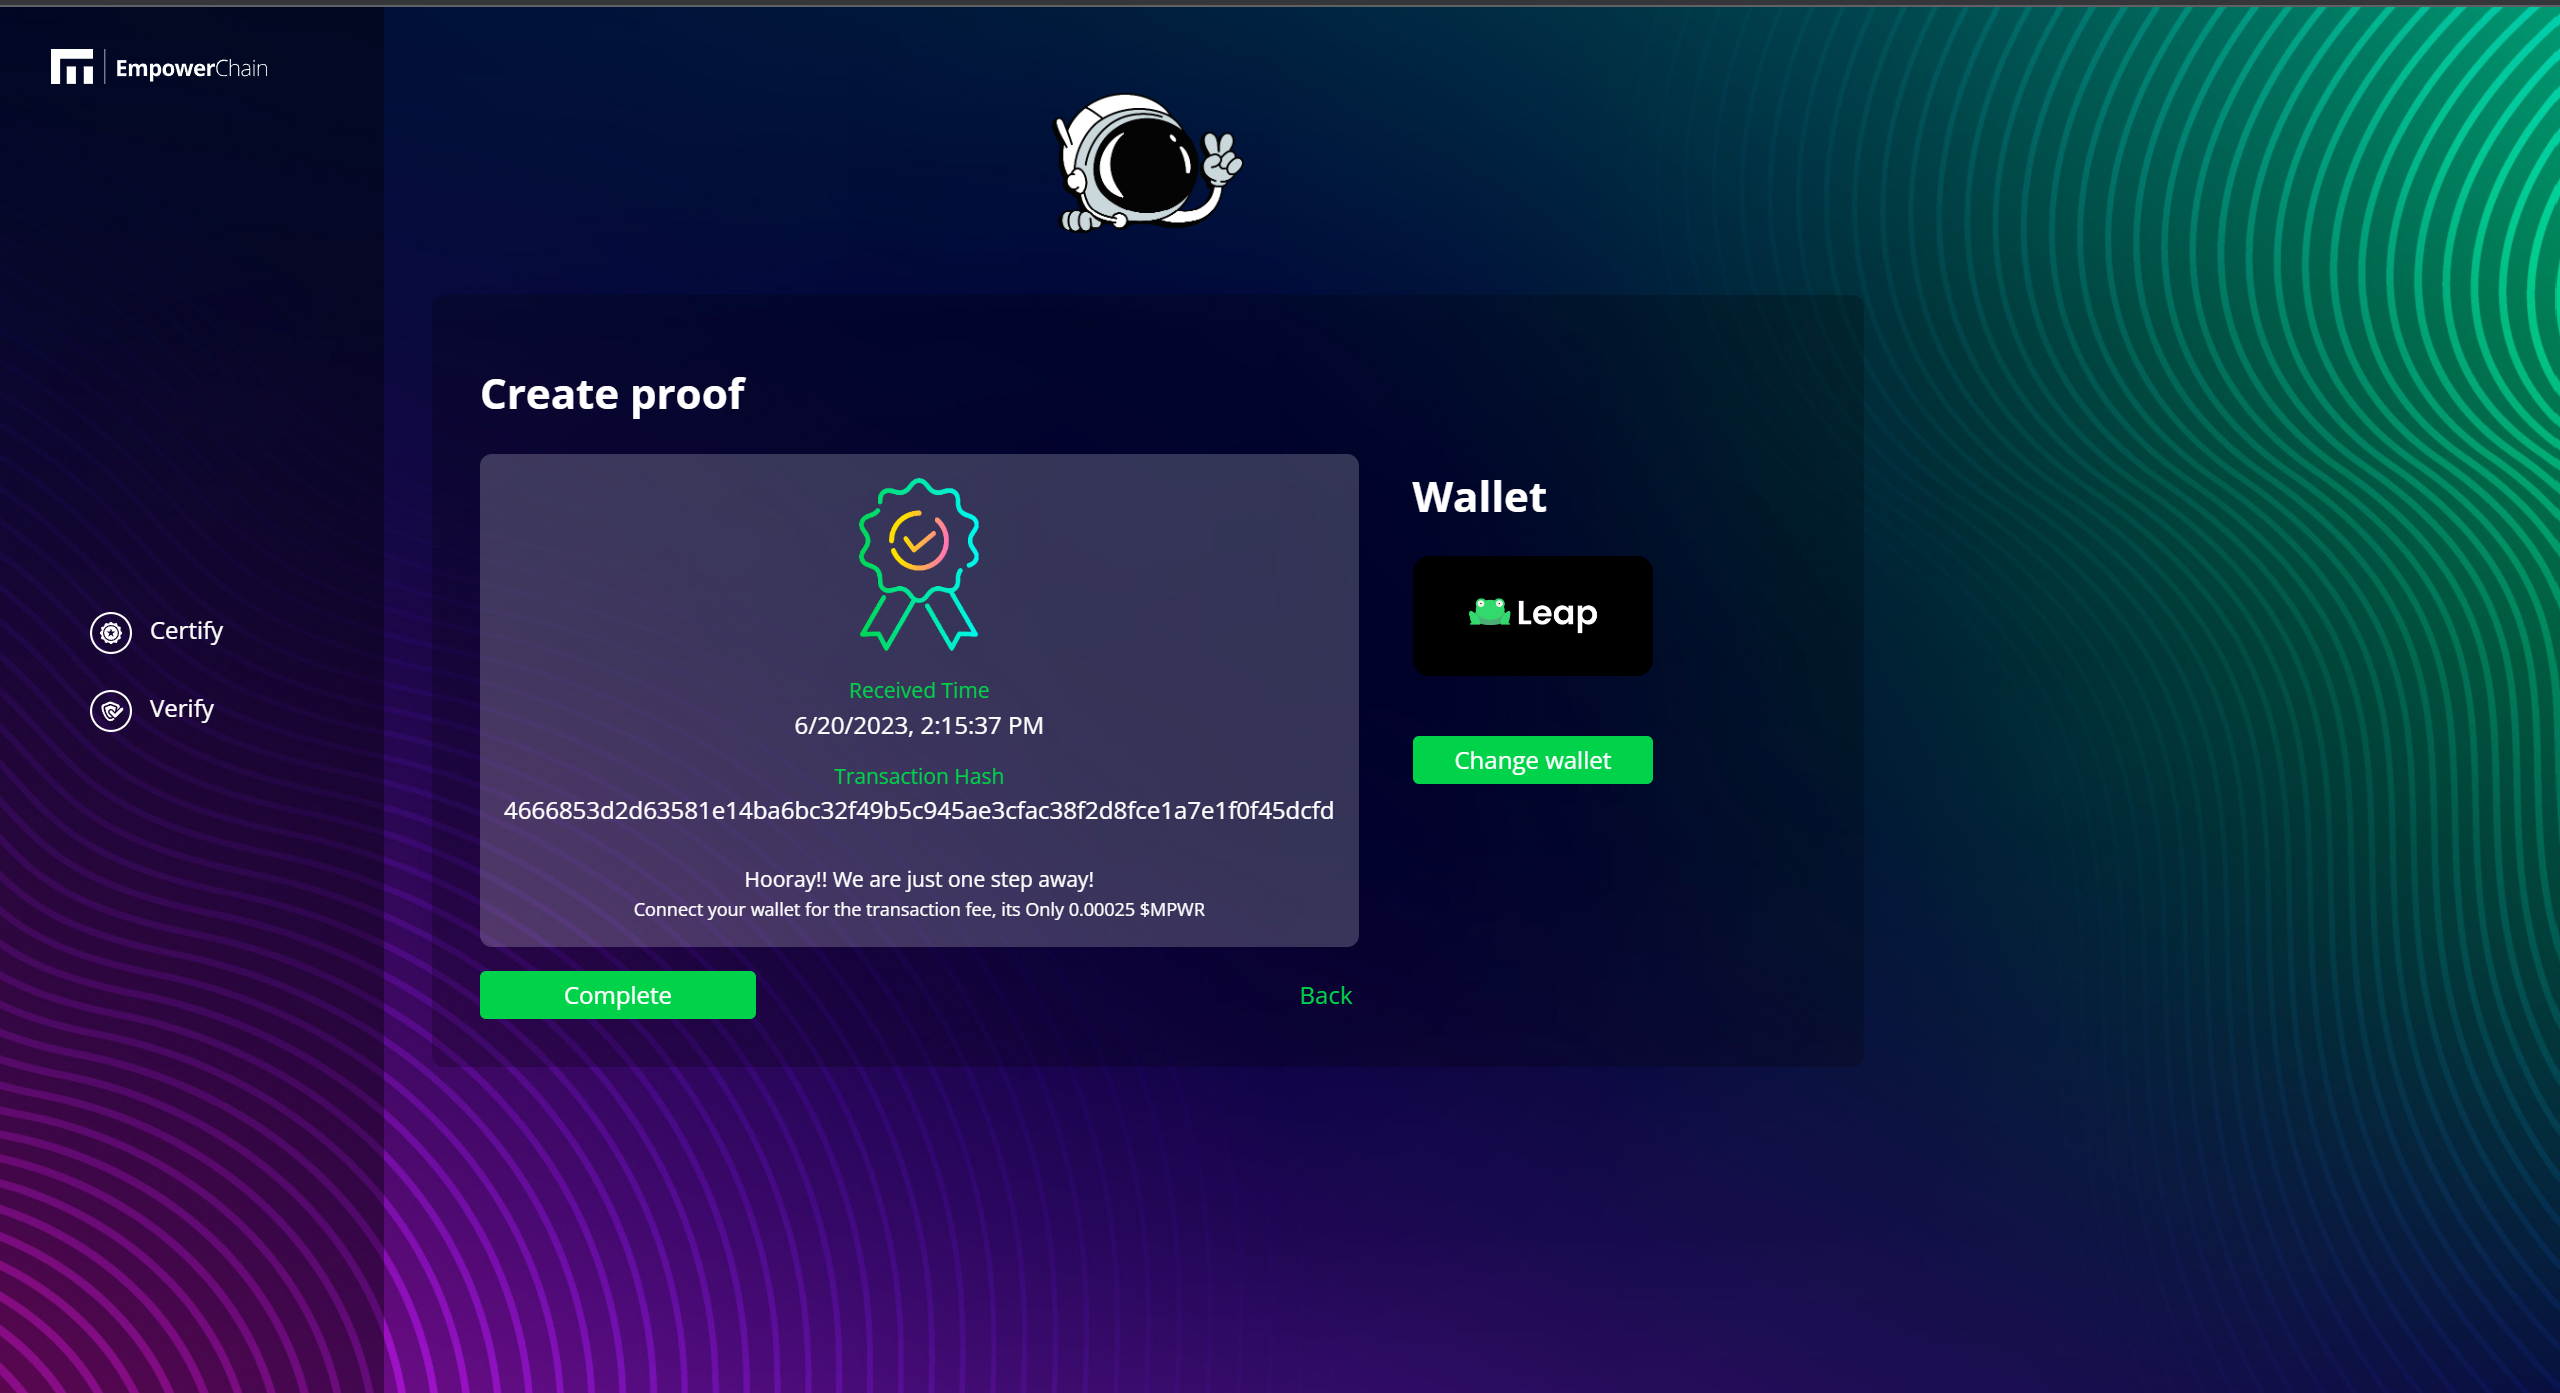 EmpowerChain
Certify
Verify
Create proof
Received Time
6/20/2023, 2:15:37 PM
Transaction Hash
4666853d2d63581e14ba6bc32f49b5c945ae3cfac38f2d8fce1a7e1f0f45dcfd
Hooray!! We are just one step away!
Connect your wallet for the transaction fee, its Only 0.00025 $MPWR
Complete
Back
Wallet
Leap
Change wallet